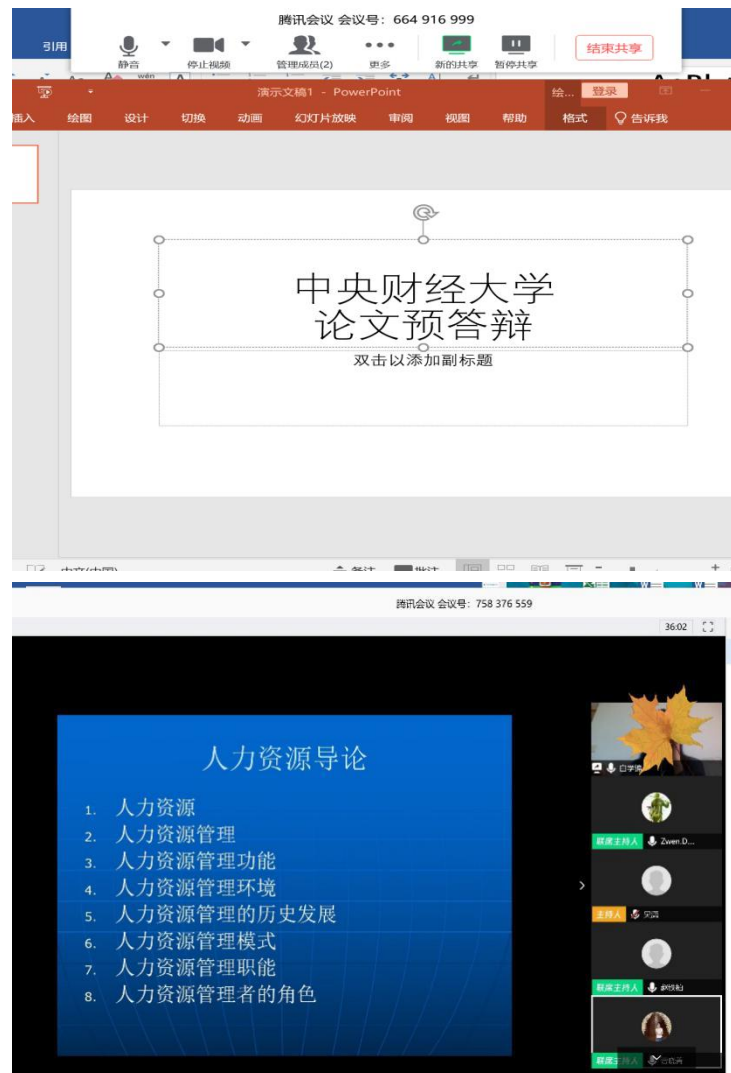 腾讯会议 会议号：664 916 999
引用
静音
停止视频
管理成员(2)
更多
新的共享
暂停共享
结束共享
wén
演示文稿1 - PowerPoint
绘...
登录
插入 绘图 设计 切换 动画 幻灯片放映 审阅 视图 帮助 格式 告诉我
中央财经大学
论文预答辩
双击以添加副标题
中文(中国)
备注
批注
腾讯会议 会议号：758 376 559
36:02
人力资源导论
1. 人力资源
2. 人力资源管理
3. 人力资源管理功能
4. 人力资源管理环境
5. 人力资源管理的历史发展
6. 人力资源管理模式
7. 人力资源管理职能
8. 人力资源管理者的角色
联席主持人 Zwen.D...
主持人
联席主持人
联席主持人